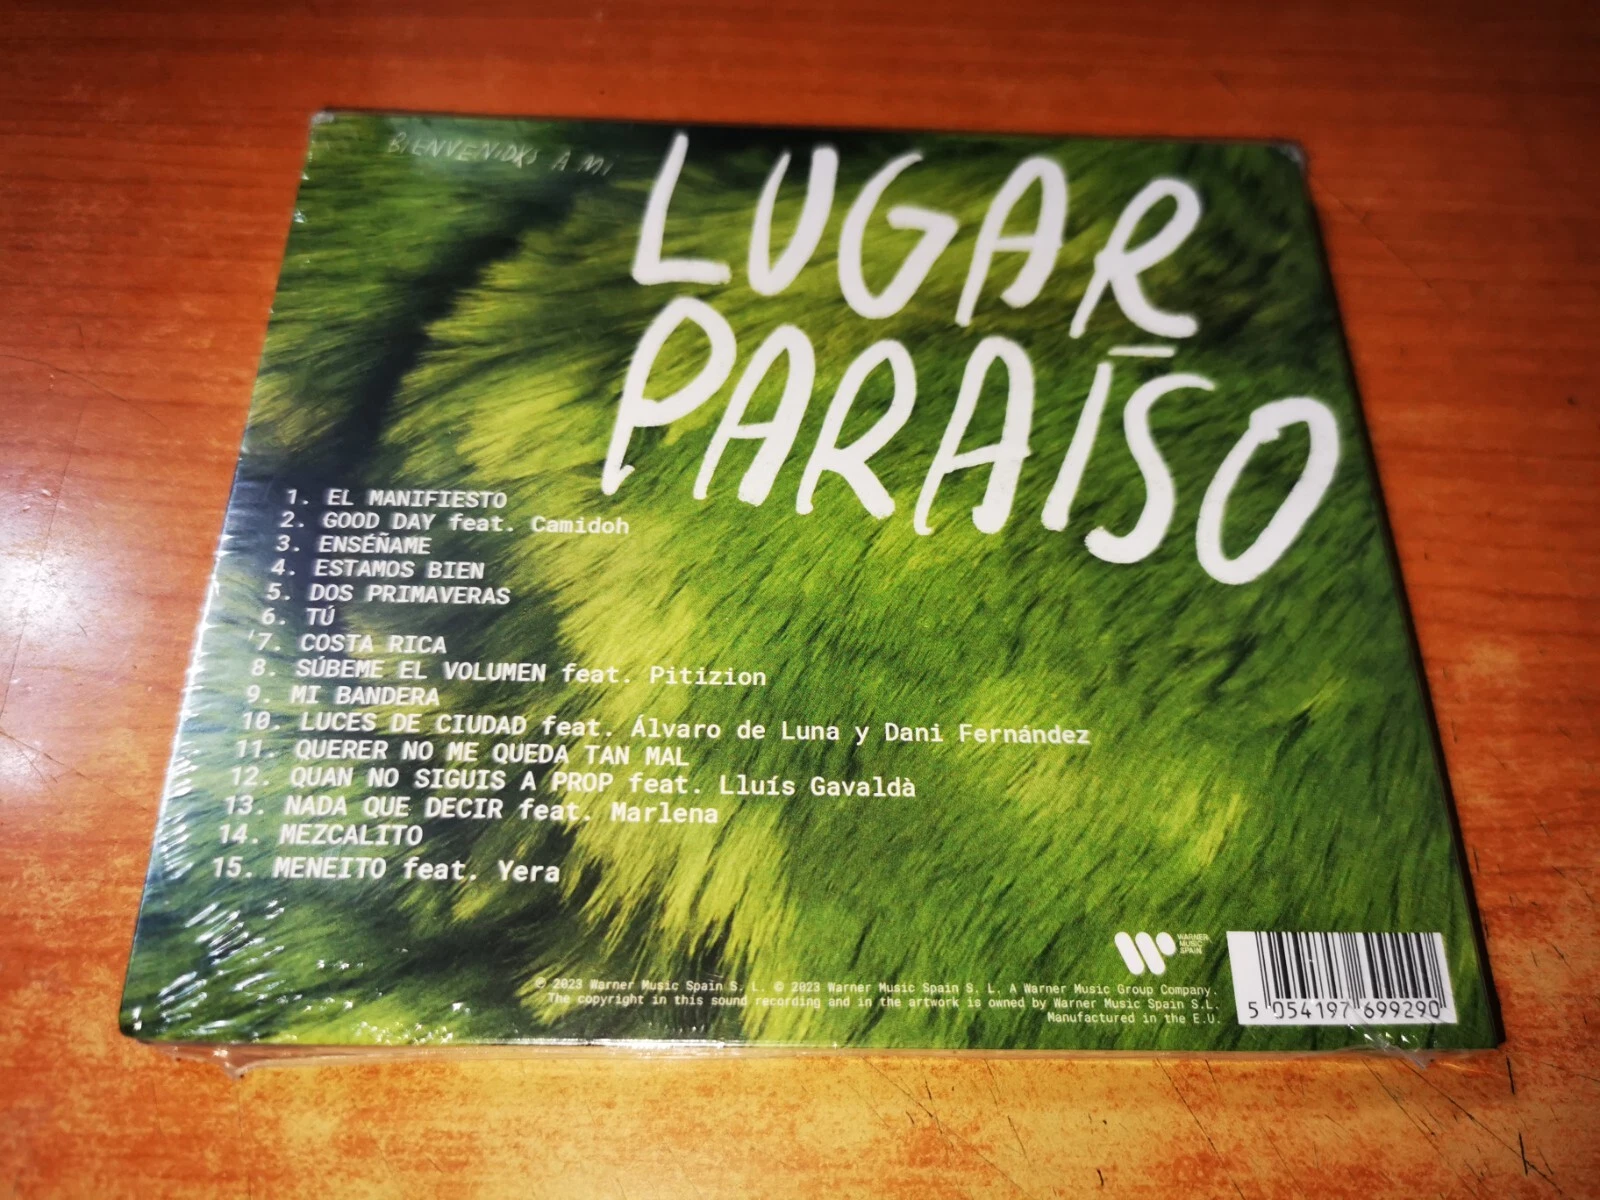 BIENVENIDXS A MI
LUGAR
PARAÍSO
1. EL MANIFIESTO
2. GOOD DAY feat. Camidoh
3. ENSÉÑAME
4. ESTAMOS BIEN
5. DOS PRIMAVERAS
6. TÚ
7. COSTA RICA
8. SÚBEME EL VOLUMEN feat. Pitizion
9. MI BANDERA
10. LUCES DE CIUDAD feat. Álvaro de Luna y Dani Fernández
11. QUERER NO ME QUEDA TAN MAL
12. QUAN NO SIGUIS A PROP feat. Lluís Gavaldà
13. NADA QUE DECIR feat. Marlena
14. MEZCALITO
15. MENEITO feat. Yera
WARNER
MUSIC
SPAIN
℗ 2023 Warner Music Spain S. L. © 2023 Warner Music Spain S. L. A Warner Music Group Company.
The copyright in this sound recording and in the artwork is owned by Warner Music Spain S.L.
Manufactured in the E.U.
5 054197 699290